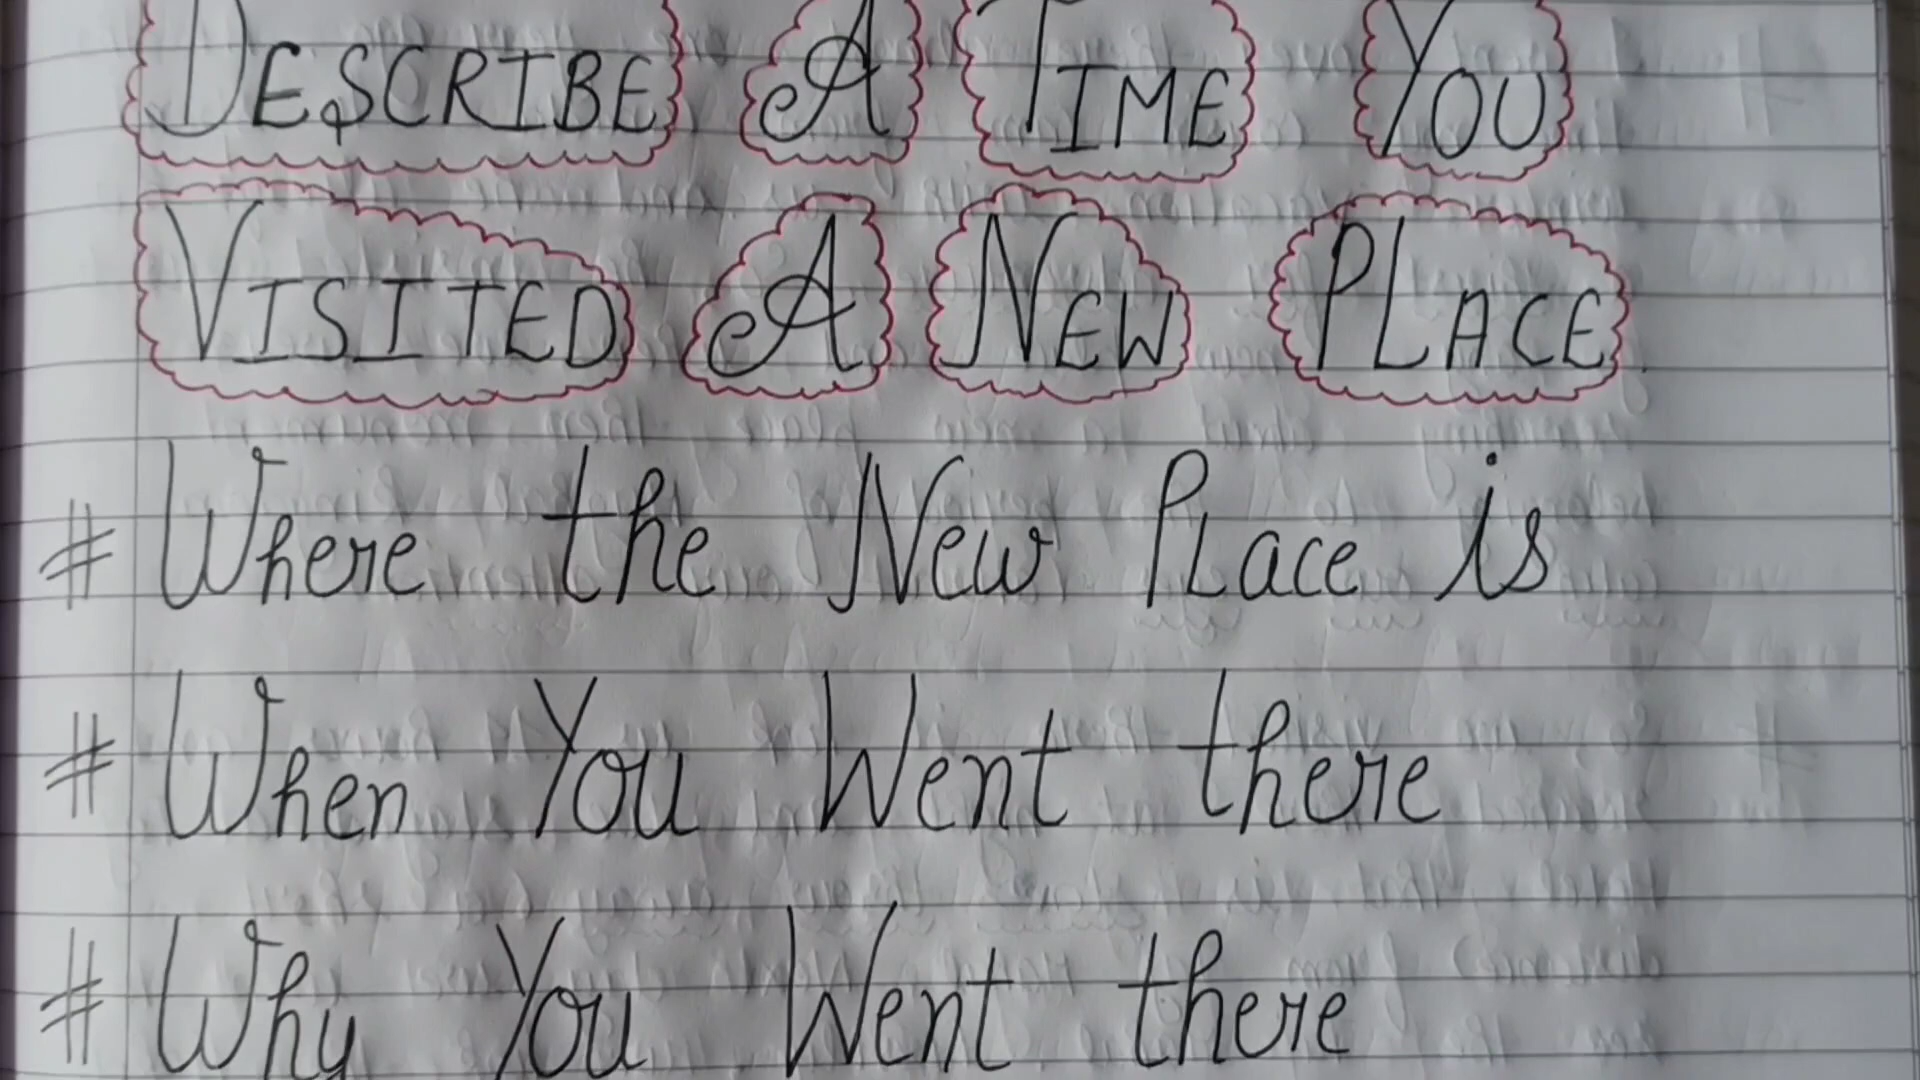 DESCRIBE A TIME YOU
VISITED A NEW PLACE
# Where the New PLace is
# When You Went there
# Why You Went there